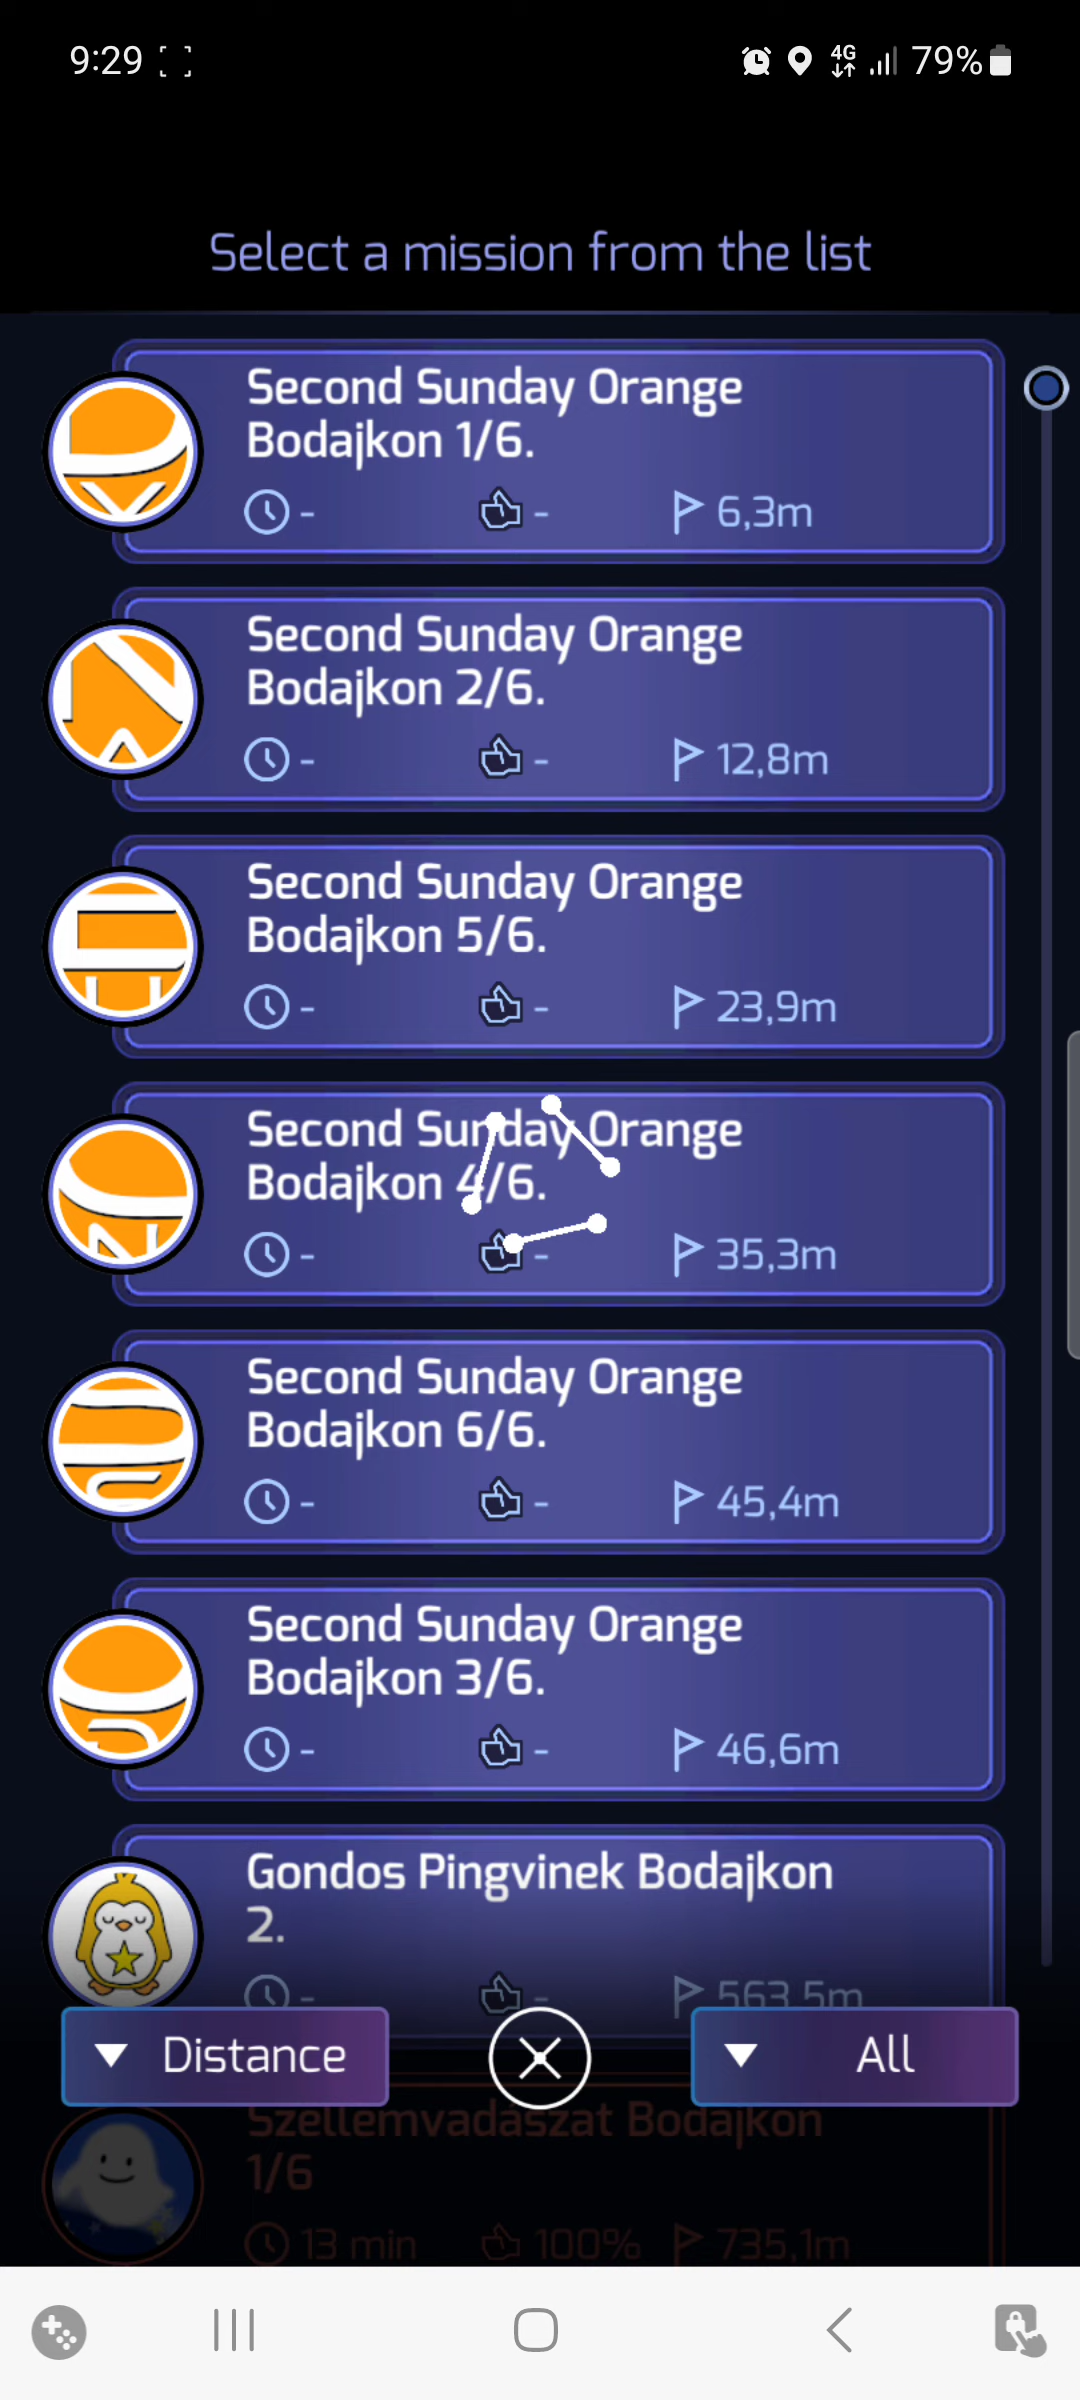 9:29 4G 79%
Select a mission from the list
Second Sunday Orange
Bodajkon 1/6.
- - 6,3m
Second Sunday Orange
Bodajkon 2/6.
- - 12,8m
Second Sunday Orange
Bodajkon 5/6.
- - 23,9m
Second Sunday Orange
Bodajkon 4/6.
- - 35,3m
Second Sunday Orange
Bodajkon 6/6.
- - 45,4m
Second Sunday Orange
Bodajkon 3/6.
- - 46,6m
Gondos Pingvinek Bodajkon
2.
- - 563,5m
Distance All
Szellemvadászat Bodajkon
1/6
13 min 100% 735,1m